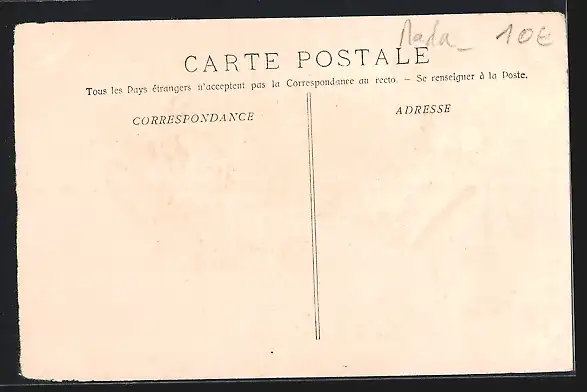 Mada_ 10€
CARTE POSTALE
Tous les Pays étrangers n'acceptent pas la Correspondance au recto. – Se renseigner à la Poste.
CORRESPONDANCE
ADRESSE